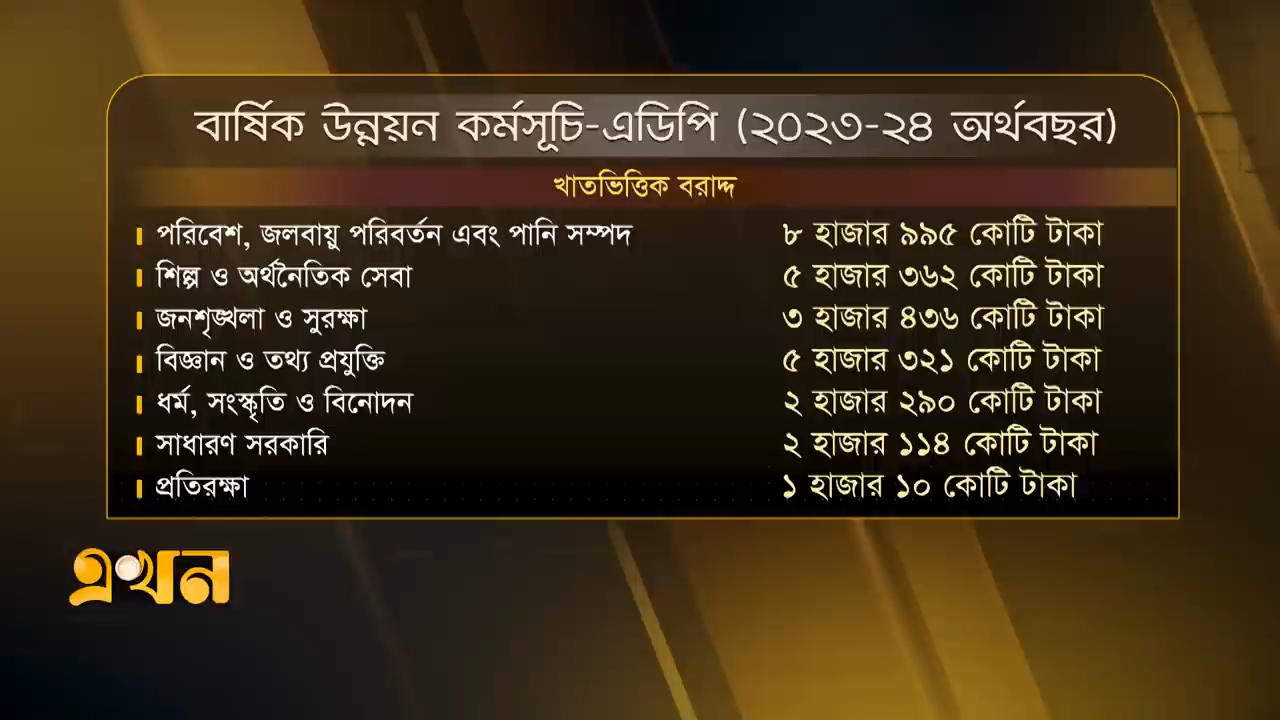 বার্ষিক উন্নয়ন কর্মসূচি-এডিপি (২০২৩-২৪ অর্থবছর)
খাতভিত্তিক বরাদ্দ
পরিবেশ, জলবায়ু পরিবর্তন এবং পানি সম্পদ ৮ হাজার ৯৯৫ কোটি টাকা
শিল্প ও অর্থনৈতিক সেবা ৫ হাজার ৩৬২ কোটি টাকা
জনশৃঙ্খলা ও সুরক্ষা ৩ হাজার ৪৩৬ কোটি টাকা
বিজ্ঞান ও তথ্য প্রযুক্তি ৫ হাজার ৩২১ কোটি টাকা
ধর্ম, সংস্কৃতি ও বিনোদন ২ হাজার ২৯০ কোটি টাকা
সাধারণ সরকারি ২ হাজার ১১৪ কোটি টাকা
প্রতিরক্ষা ১ হাজার ১০ কোটি টাকা
এখন